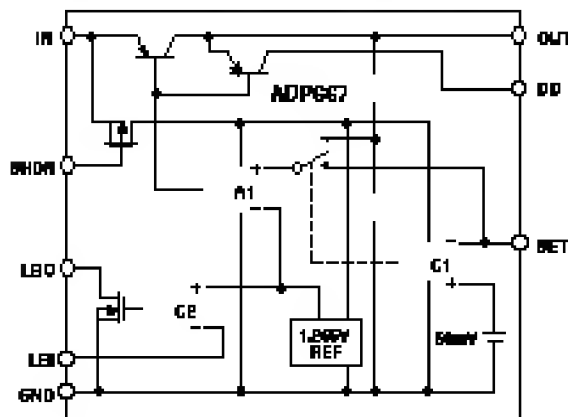 IN
OUT
DD
ADP667
SHDN
+
A1
−
−
SET
C1
+
LBO
+
C2
−
1.255V
REF
50mV
LBI
GND